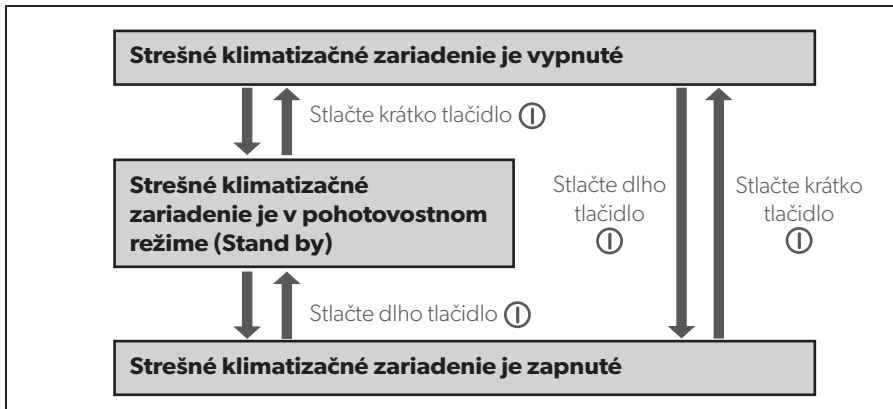 Strešné klimatizačné zariadenie je vypnuté
Stlačte krátko tlačidlo
Strešné klimatizačné
zariadenie je v pohotovostnom
režime (Stand by)
Stlačte dlho
tlačidlo
Stlačte krátko
tlačidlo
Stlačte dlho tlačidlo
Strešné klimatizačné zariadenie je zapnuté